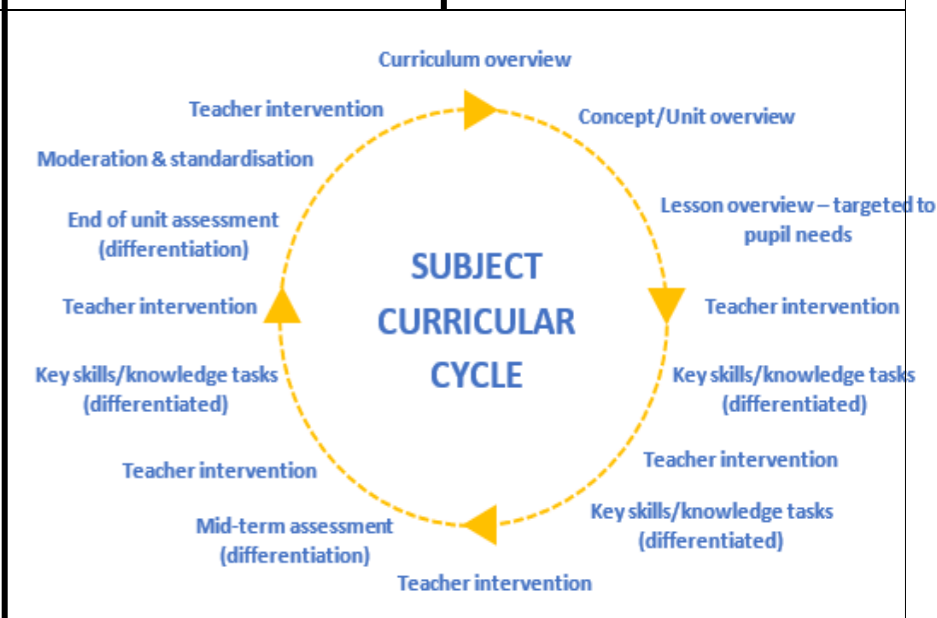 Curriculum overview
Concept/Unit overview
Lesson overview – targeted to
pupil needs
Teacher intervention
Key skills/knowledge tasks
(differentiated)
Teacher intervention
Key skills/knowledge tasks
(differentiated)
Teacher intervention
Mid-term assessment
(differentiation)
Teacher intervention
Key skills/knowledge tasks
(differentiated)
Teacher intervention
End of unit assessment
(differentiation)
Moderation & standardisation
Teacher intervention
SUBJECT
CURRICULAR
CYCLE